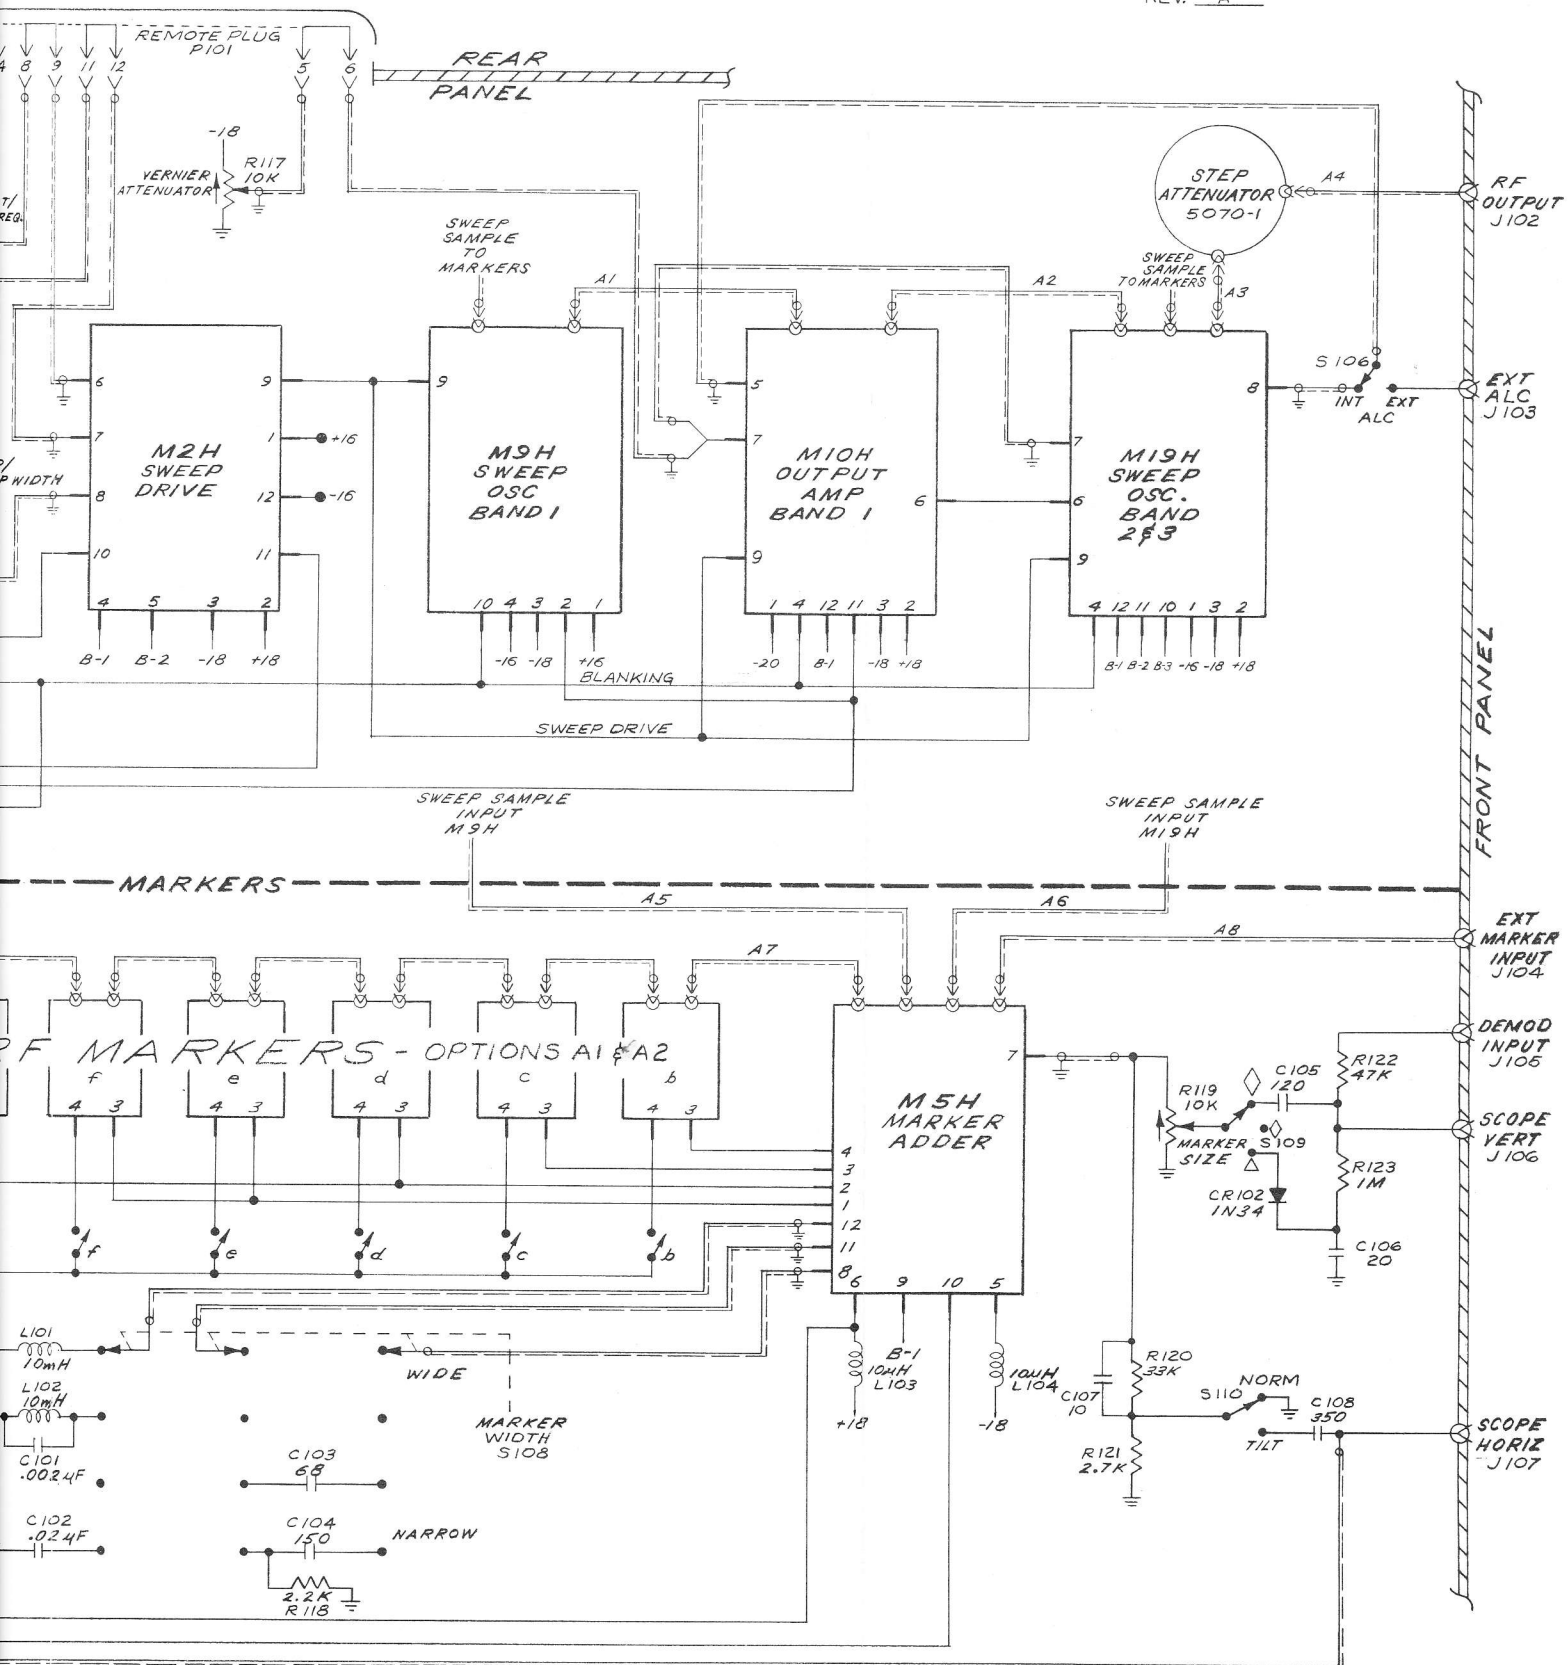 REV. A
REMOTE PLUG
P101
4 8 9 11 12 5 6
REAR
PANEL
-18
R117
10K
VERNIER
ATTENUATOR
T/
REQ.
STEP
ATTENUATOR
5070-1
A4
RF
OUTPUT
J102
SWEEP
SAMPLE
TO
MARKERS
A1
A2
SWEEP
SAMPLE
TO MARKERS
A3
S106
INT
EXT
ALC
EXT
ALC
J103
6
7
8
10
9
1
+16
12
-16
11
M2H
SWEEP
DRIVE
4 5 3 2
B-1 B-2 -18 +18
P WIDTH
9
M9H
SWEEP
OSC
BAND 1
10 4 3 2 1
-16 -18 +16
5
7
9
6
M10H
OUTPUT
AMP
BAND 1
1 4 12 11 3 2
-20 B-1 -18 +18
7
6
9
8
M19H
SWEEP
OSC.
BAND
2&3
4 12 11 10 1 3 2
B-1 B-2 B-3 -16 -18 +18
BLANKING
SWEEP DRIVE
FRONT PANEL
SWEEP SAMPLE
INPUT
M9H
SWEEP SAMPLE
INPUT
M19H
MARKERS
A5
A6
A7
A8
EXT
MARKER
INPUT
J104
RF MARKERS - OPTIONS A1 & A2
f e d c b
4 3 4 3 4 3 4 3 4 3
7
M5H
MARKER
ADDER
4
3
2
1
12
11
8
6 9 10 5
DEMOD
INPUT
J105
R122
47K
C105
120
R119
10K
MARKER
SIZE
S109
SCOPE
VERT
J106
R123
1M
CR102
1N34
C106
20
f e d c b
L101
10mH
L102
10mH
C101
.002µF
C102
.02µF
WIDE
MARKER
WIDTH
S108
C103
68
C104
150
NARROW
2.2K
R118
B-1
10µH
L103
+18
10µH
L104
-18
R120
33K
C107
10
R121
2.7K
S110
NORM
TILT
C108
350
SCOPE
HORIZ
J107